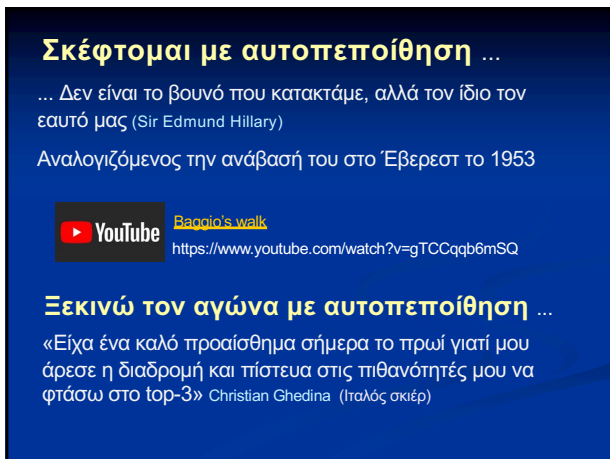 Σκέφτομαι με αυτοπεποίθηση ...
... Δεν είναι το βουνό που κατακτάμε, αλλά τον ίδιο τον
εαυτό μας (Sir Edmund Hillary)
Αναλογιζόμενος την ανάβασή του στο Έβερεστ το 1953
YouTube
Baggio's walk
https://www.youtube.com/watch?v=gTCCqqb6mSQ
Ξεκινώ τον αγώνα με αυτοπεποίθηση ...
«Είχα ένα καλό προαίσθημα σήμερα το πρωί γιατί μου
άρεσε η διαδρομή και πίστευα στις πιθανότητές μου να
φτάσω στο top-3» Christian Ghedina (Ιταλός σκιέρ)